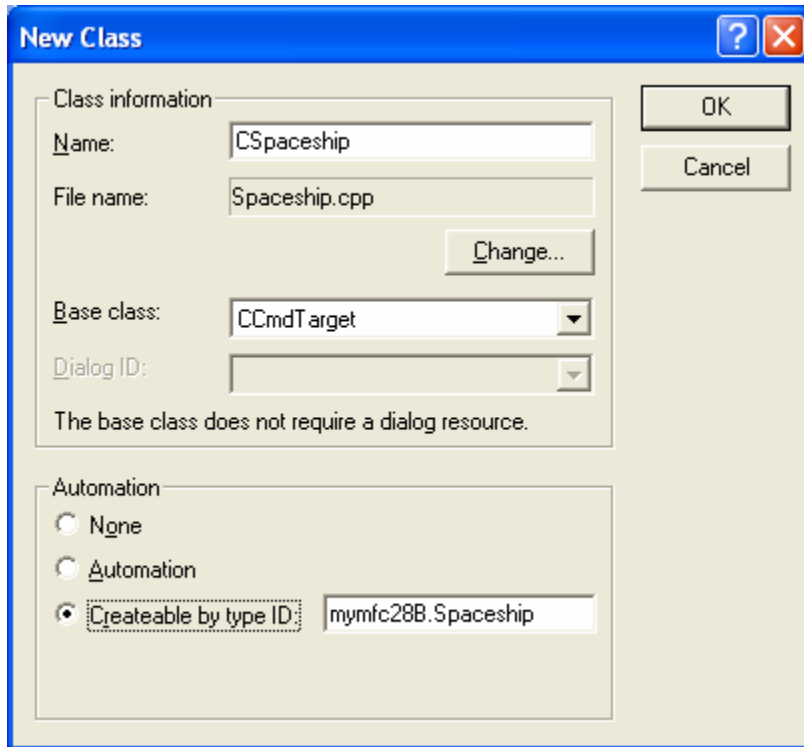 New Class
Class information
Name: CSpaceship
File name: Spaceship.cpp
Change...
Base class: CCmdTarget
Dialog ID:
The base class does not require a dialog resource.
OK
Cancel
Automation
None
Automation
Createable by type ID: mymfc28B.Spaceship